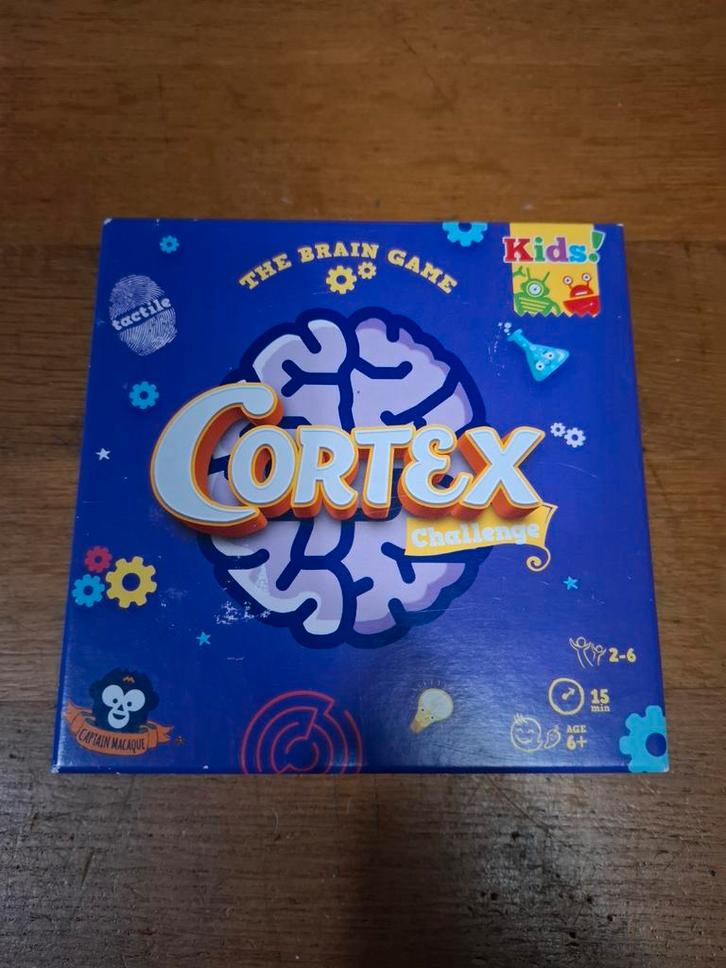 THE BRAIN GAME
Kids!
tactile
CORTEX
Challenge
2-6
15
min
AGE
6+
CAPTAIN MACAQUE